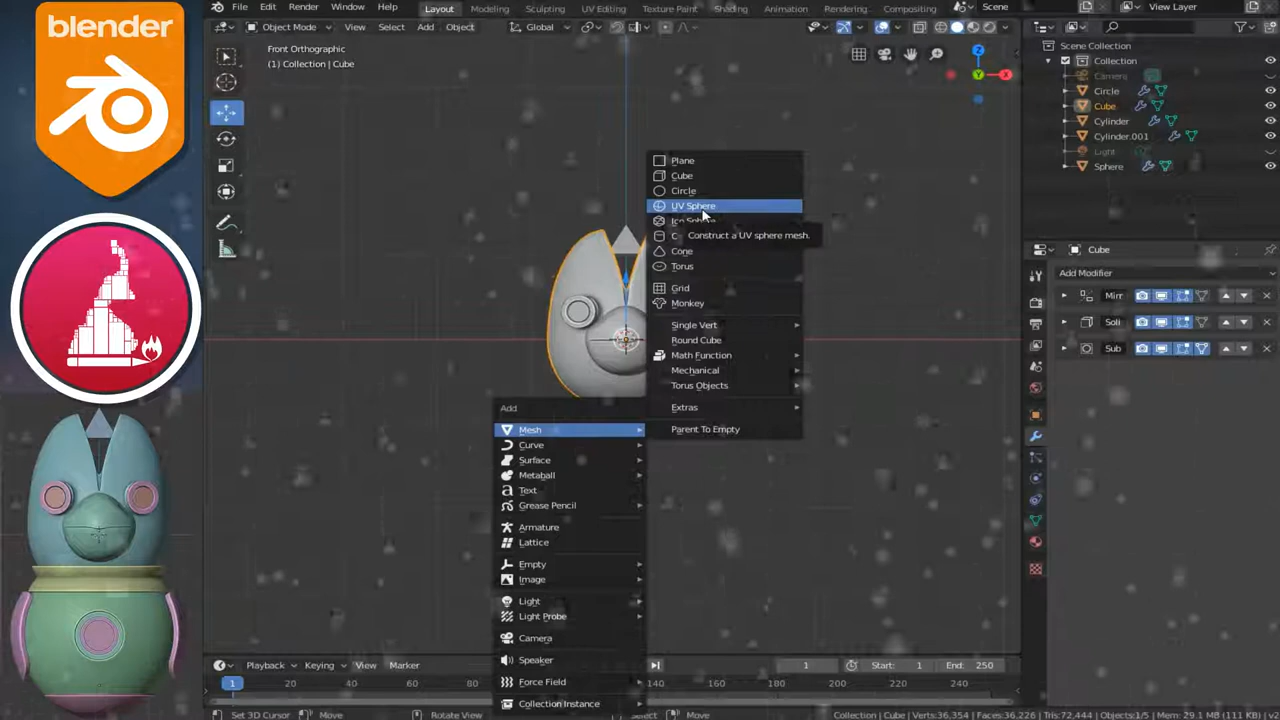 blender
File Edit Render Window Help
Layout Modeling Sculpting UV Editing Texture Paint Shading Animation Rendering Compositing
Scene
View Layer
Object Mode View Select Add Object
Global
Front Orthographic
(1) Collection | Cube
Scene Collection
Collection
Camera
Circle
Cube
Cylinder
Cylinder.001
Light
Sphere
Cube
Add Modifier
Mirr
Soli
Sub
Plane
Cube
Circle
UV Sphere
Ico Sphere
Construct a UV sphere mesh.
Cone
Torus
Grid
Monkey
Single Vert
Round Cube
Math Function
Mechanical
Torus Objects
Extras
Parent To Empty
Add
Mesh
Curve
Surface
Metaball
Text
Grease Pencil
Armature
Lattice
Empty
Image
Light
Light Probe
Camera
Speaker
Force Field
Collection Instance
Playback Keying View Marker
1 Start: 1 End: 250
1 20 40 60 80 140 160 180 200 220 240
Set 3D Cursor Move Rotate View Select Move
Collection | Cube | Verts:36,354 | Faces:36,226 | Tris:72,444 | Objects:1/5 | Mem: 29.1 MB (111 KB) | v2